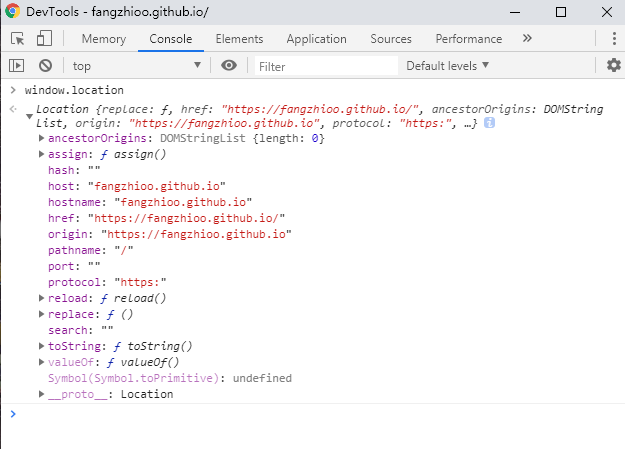 DevTools - fangzhioo.github.io/
Memory Console Elements Application Sources Performance »
top Filter Default levels
window.location
Location {replace: ƒ, href: "https://fangzhioo.github.io/", ancestorOrigins: DOMString
List, origin: "https://fangzhioo.github.io", protocol: "https:", …} i
ancestorOrigins: DOMStringList {length: 0}
assign: ƒ assign()
hash: ""
host: "fangzhioo.github.io"
hostname: "fangzhioo.github.io"
href: "https://fangzhioo.github.io/"
origin: "https://fangzhioo.github.io"
pathname: "/"
port: ""
protocol: "https:"
reload: ƒ reload()
replace: ƒ ()
search: ""
toString: ƒ toString()
valueOf: ƒ valueOf()
Symbol(Symbol.toPrimitive): undefined
__proto__: Location